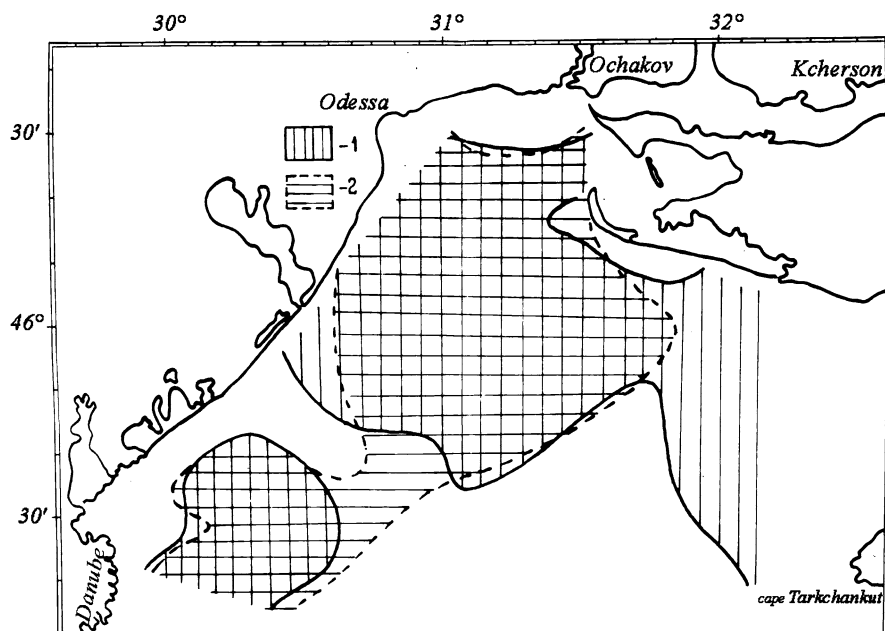 30° 31° 32°
Ochakov Kcherson
Odessa
30'
-1
-2
46°
30'
Danube
cape Tarkchankut